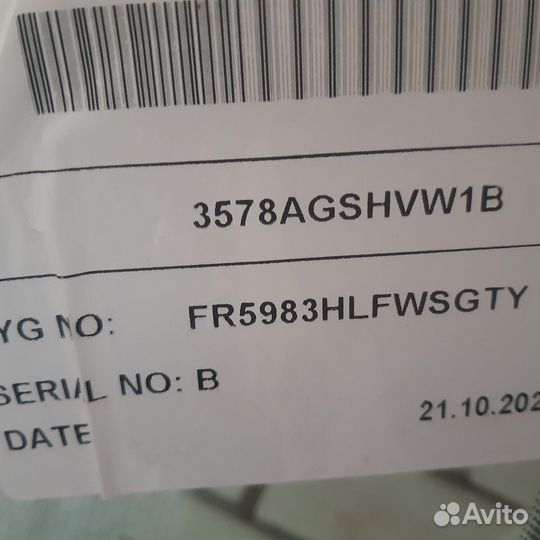 3578AGSHVW1B
YG NO: FR5983HLFWSGTY
SERIAL NO: B
DATE 21.10.202
Avito